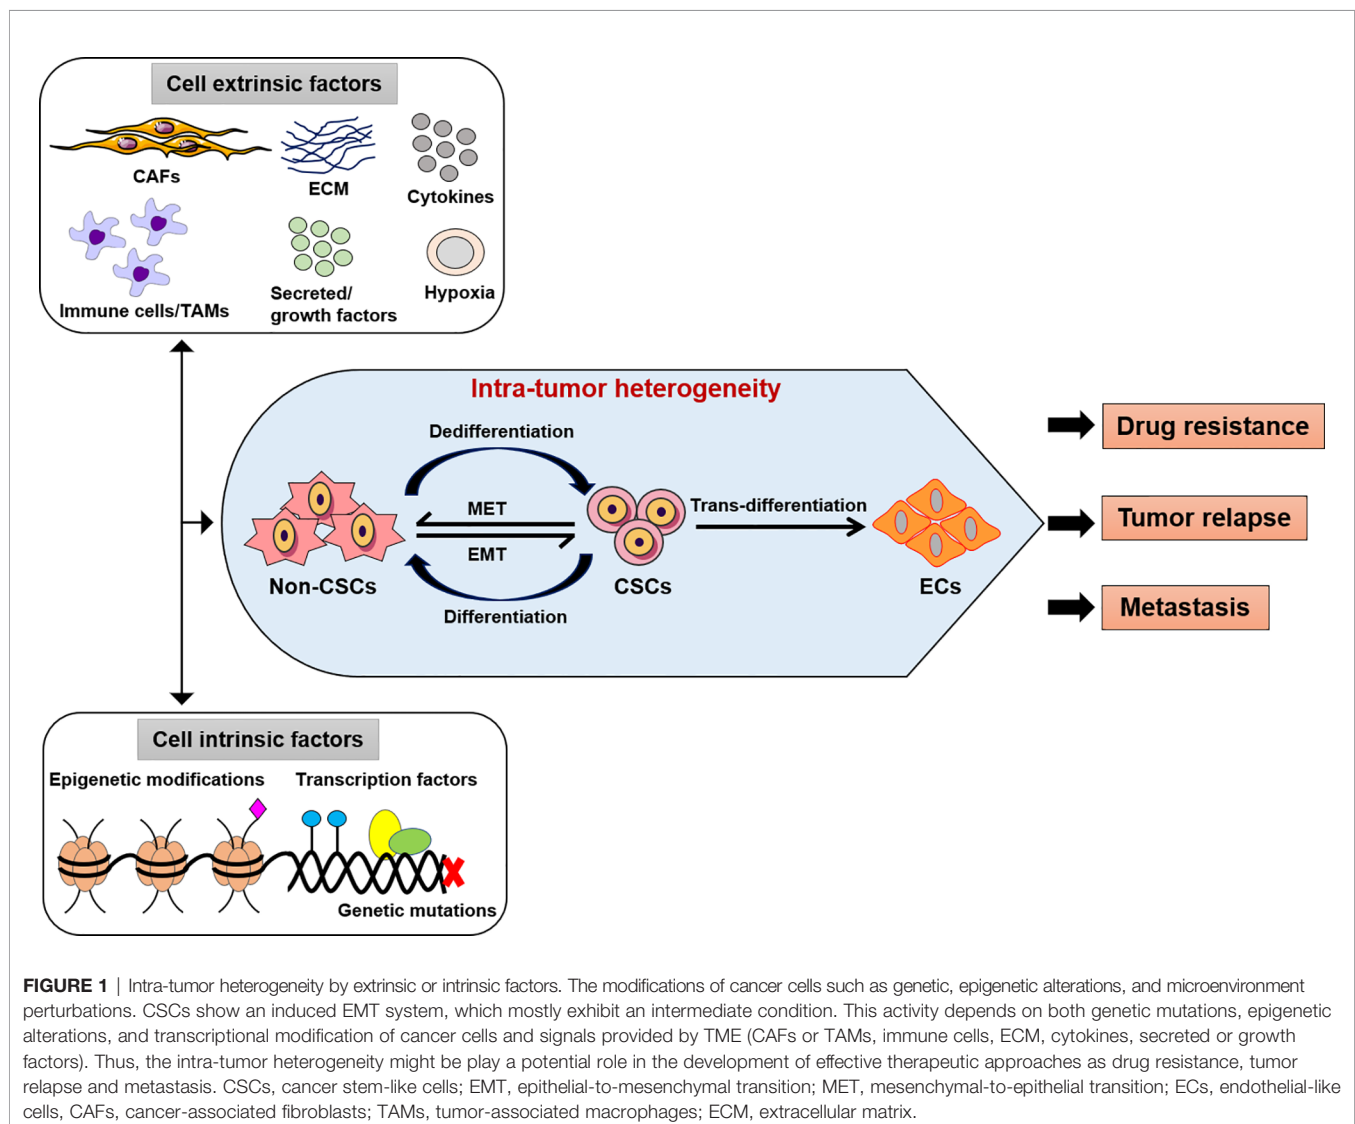 Cell extrinsic factors
CAFs
ECM
Cytokines
Immune cells/TAMs
Secreted/
growth factors
Hypoxia
Intra-tumor heterogeneity
Dedifferentiation
MET
EMT
Differentiation
Non-CSCs
CSCs
Trans-differentiation
ECs
Drug resistance
Tumor relapse
Metastasis
Cell intrinsic factors
Epigenetic modifications
Transcription factors
Genetic mutations
FIGURE 1 | Intra-tumor heterogeneity by extrinsic or intrinsic factors. The modifications of cancer cells such as genetic, epigenetic alterations, and microenvironment
perturbations. CSCs show an induced EMT system, which mostly exhibit an intermediate condition. This activity depends on both genetic mutations, epigenetic
alterations, and transcriptional modification of cancer cells and signals provided by TME (CAFs or TAMs, immune cells, ECM, cytokines, secreted or growth
factors). Thus, the intra-tumor heterogeneity might be play a potential role in the development of effective therapeutic approaches as drug resistance, tumor
relapse and metastasis. CSCs, cancer stem-like cells; EMT, epithelial-to-mesenchymal transition; MET, mesenchymal-to-epithelial transition; ECs, endothelial-like
cells, CAFs, cancer-associated fibroblasts; TAMs, tumor-associated macrophages; ECM, extracellular matrix.